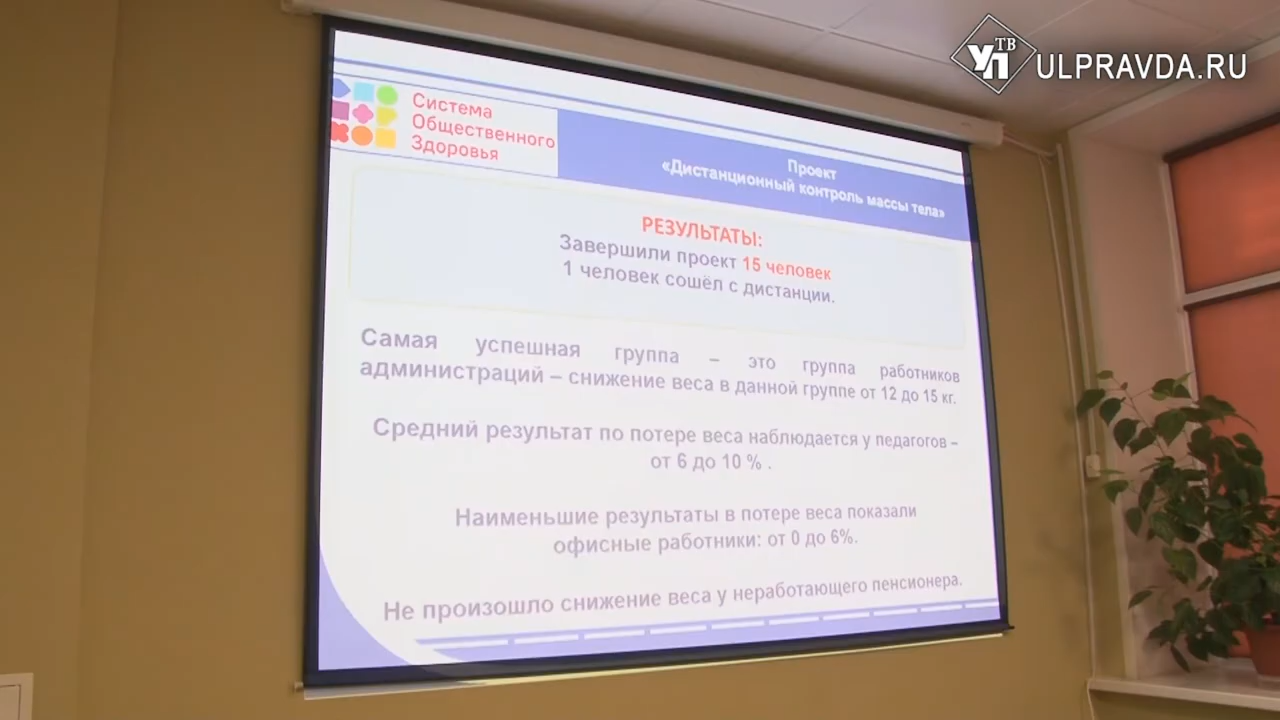 УП ТВ ULPRAVDA.RU
Система
Общественного
Здоровья
Проект
«Дистанционный контроль массы тела»
РЕЗУЛЬТАТЫ:
Завершили проект 15 человек
1 человек сошёл с дистанции.
Самая успешная группа – это группа работников
администраций – снижение веса в данной группе от 12 до 15 кг.
Средний результат по потере веса наблюдается у педагогов –
от 6 до 10 % .
Наименьшие результаты в потере веса показали
офисные работники: от 0 до 6%.
Не произошло снижение веса у неработающего пенсионера.